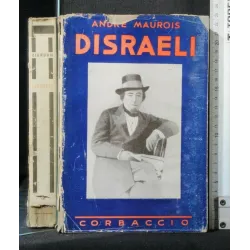 ANDRÉ MAUROIS
DISRAELI
CORBACCIO